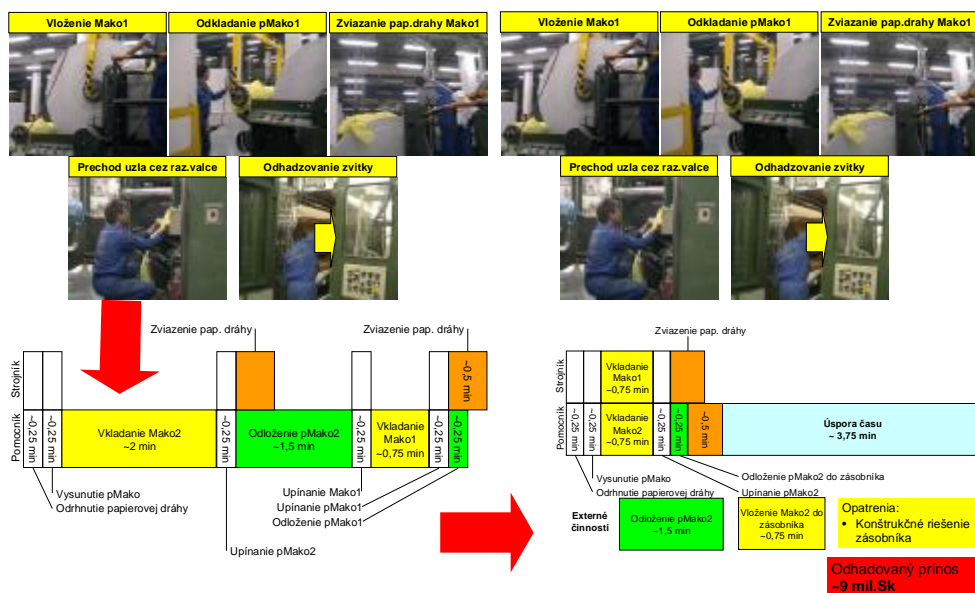 Vloženie Mako1
Odkladanie pMako1
Zviazanie pap.drahy Mako1
Prechod uzla cez raz.valce
Odhadzovanie zvitky
Zviazenie pap. dráhy
Zviazenie pap. dráhy
Strojník
~0,5 min
Pomocník
~0,25 min
~0,25 min
Vkladanie Mako2
~2 min
~0,25 min
Odloženie pMako2
~1,5 min
~0,25 min
Vkladanie
Mako1
~0,75 min
~0,25 min
~0,25 min
Vysunutie pMako
Odrhnutie papierovej dráhy
Upínanie Mako1
Upínanie pMako1
Odloženie pMako1
Upínanie pMako2
Vloženie Mako1
Odkladanie pMako1
Zviazanie pap.drahy Mako1
Prechod uzla cez raz.valce
Odhadzovanie zvitky
Zviazenie pap. dráhy
Strojník
Vkladanie
Mako1
~0,75 min
Pomocník
~0,25 min
~0,25 min
Vkladanie
Mako2
~0,75 min
~0,25 min
~0,25 min
~0,5 min
Úspora času
~ 3,75 min
Vysunutie pMako
Odrhnutie papierovej dráhy
Odloženie pMako2 do zásobníka
Upínanie pMako2
Externé
činnosti
Odloženie pMako2
~1,5 min
Vloženie Mako2 do
zásobníka
~0,75 min
Opatrenia:
• Konštrukčné riešenie
zásobníka
Odhadovaný prinos
~9 mil.Sk